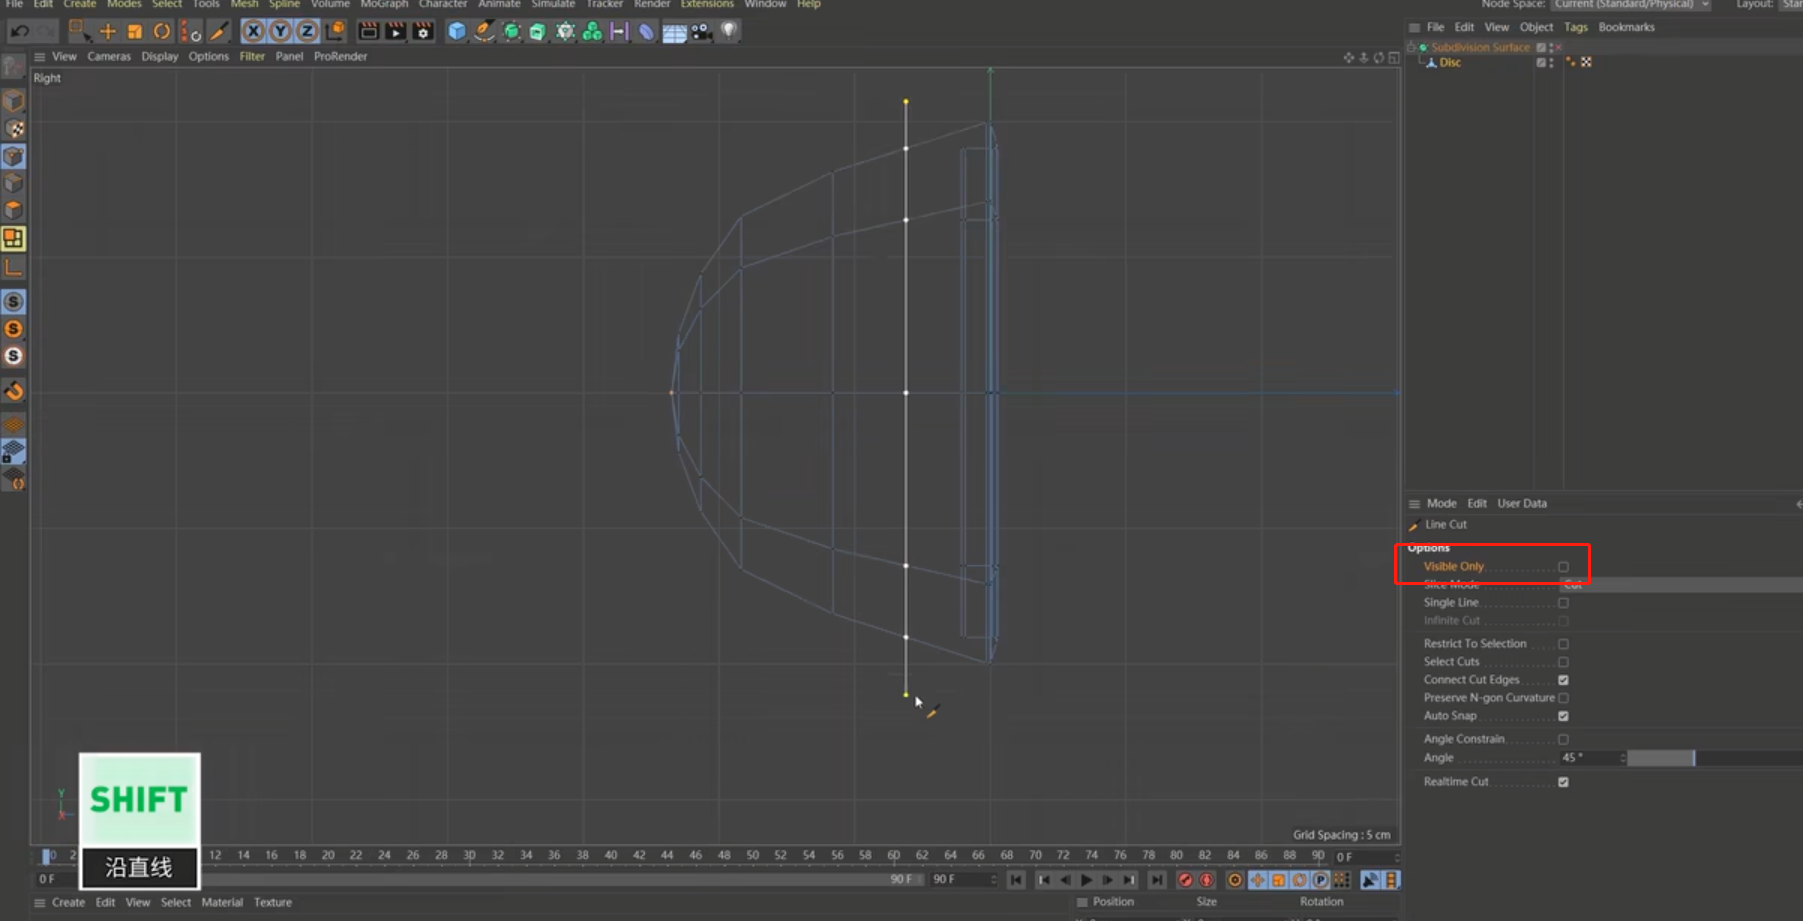 File Edit Create Modes Select Tools Mesh Spline Volume MoGraph Character Animate Simulate Tracker Render Extensions Window Help
Node Space: Current (Standard/Physical) Layout:
X Y Z
View Cameras Display Options Filter Panel ProRender
File Edit View Object Tags Bookmarks
Right
Subdivision Surface
Disc
S
S
S
Mode Edit User Data
Line Cut
Options
Visible Only
Slice Mode Cut
Single Line
Infinite Cut
Restrict To Selection
Select Cuts
Connect Cut Edges
Preserve N-gon Curvature
Auto Snap
Angle Constrain
Angle 45 °
Realtime Cut
Y
X
SHIFT
沿直线
Grid Spacing : 5 cm
0 2 12 14 16 18 20 22 24 26 28 30 32 34 36 38 40 42 44 46 48 50 52 54 56 58 60 62 64 66 68 70 72 74 76 78 80 82 84 86 88 90 0 F
0 F 90 F 90 F P
Create Edit View Select Material Texture
Position Size Rotation